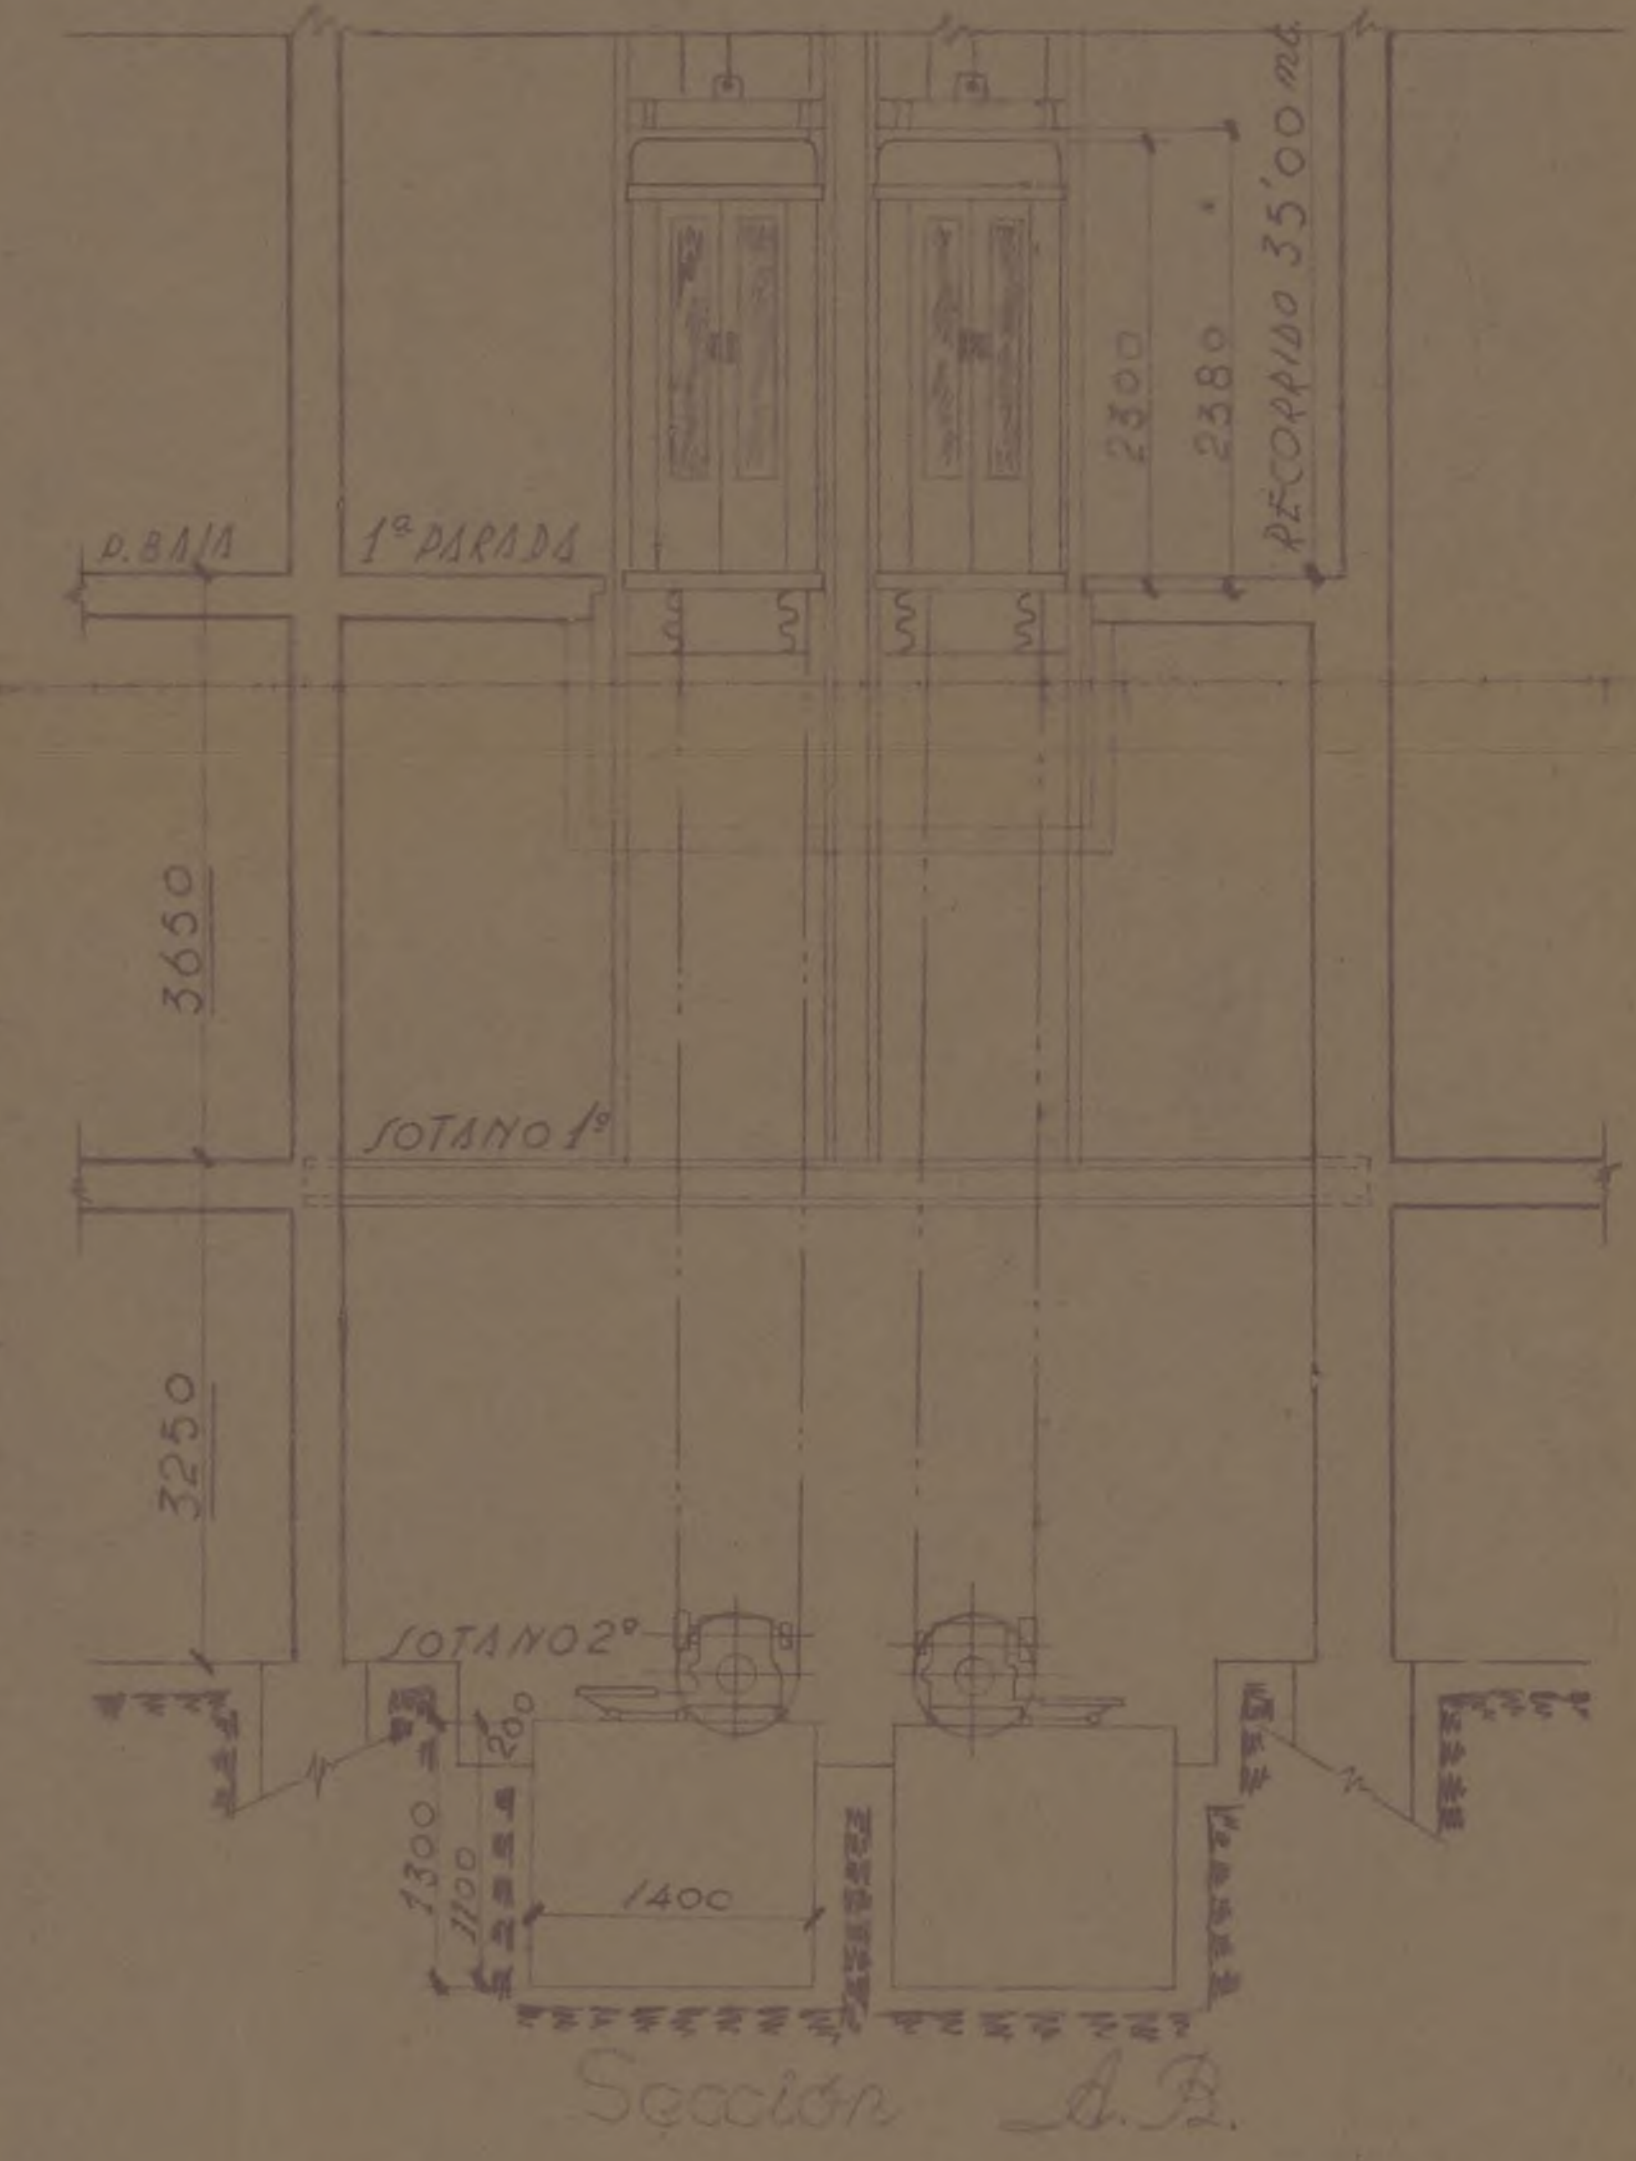 RECORRIDO 35'00 mt.
2300
2380
P. BAJA
1ª PARADA
3650
SOTANO 1º
3250
SOTANO 2º
200
1300
1100
1400
Sección A.B.